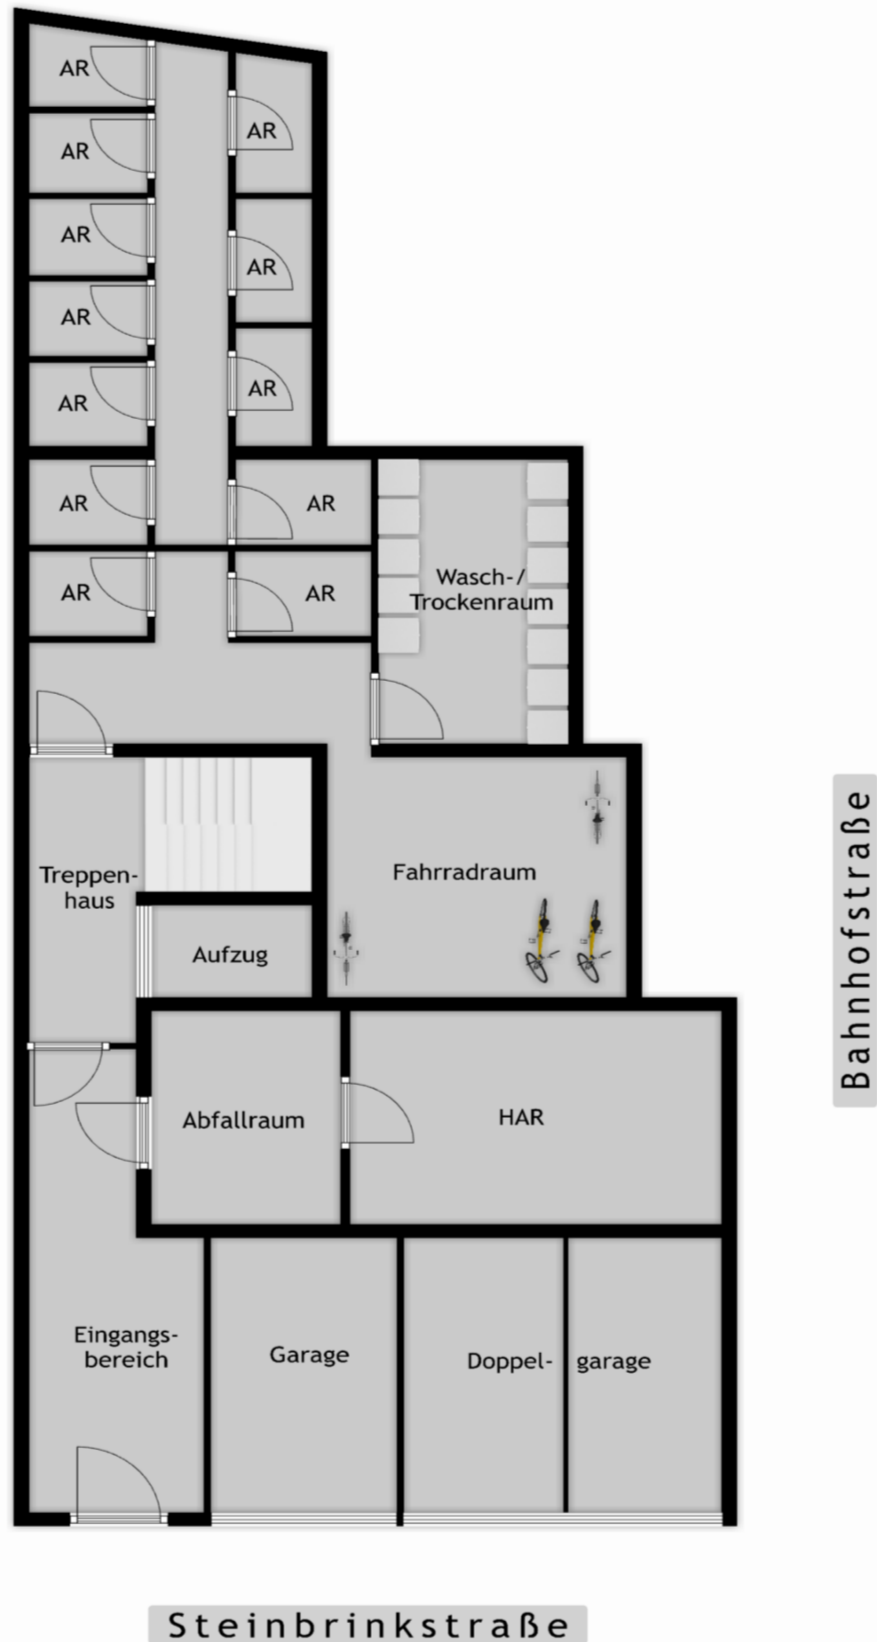 AR
AR
AR
AR
AR
AR
AR
AR
AR
AR
AR
AR
AR
AR
Wasch-/
Trockenraum
Treppen-
haus
Fahrradraum
Aufzug
Bahnhofstraße
Abfallraum
HAR
Eingangs-
bereich
Garage
Doppel- garage
Steinbrinkstraße